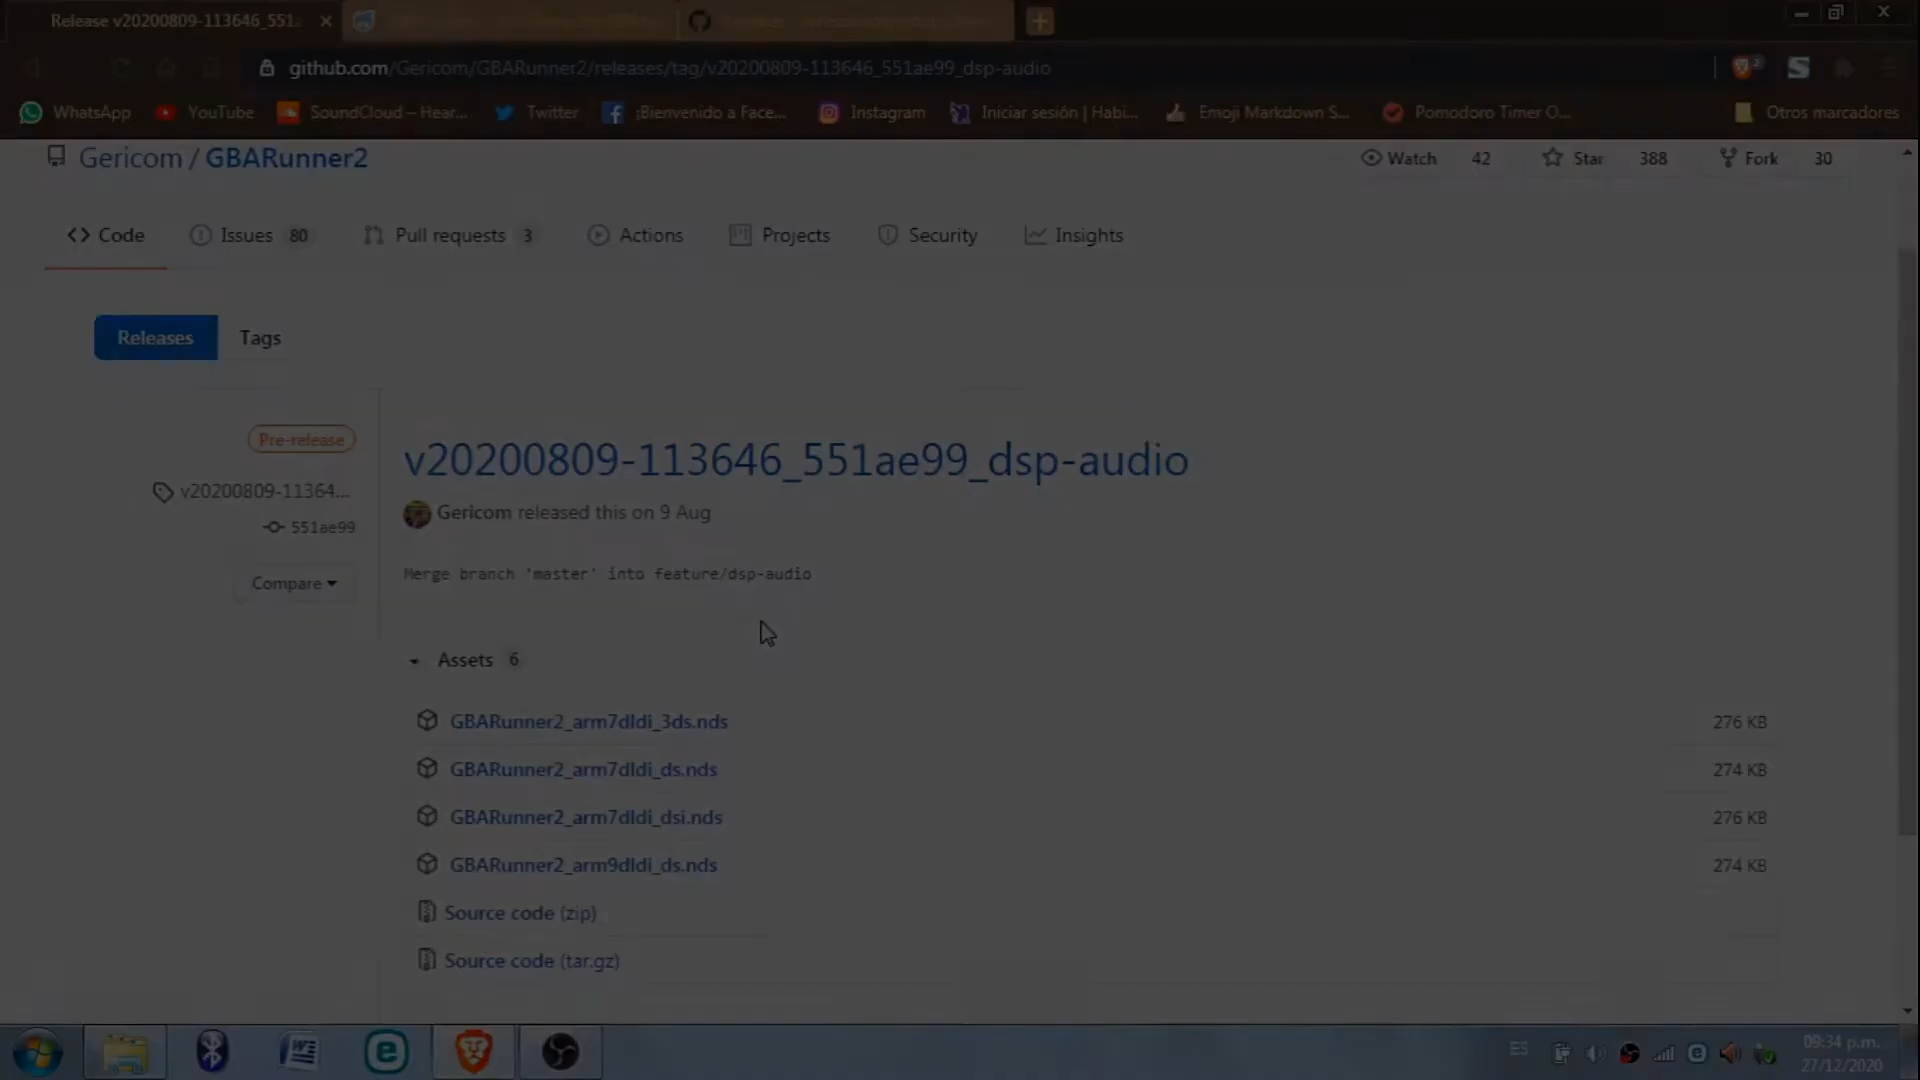 Release v20200809-113646_551
github.com/Gericom/GBARunner2/releases/tag/v20200809-113646_551ae99_dsp-audio
2
WhatsApp YouTube SoundCloud – Hear... Twitter ¡Bienvenido a Face... Instagram Iniciar sesión | Habi... Emoji Markdown S... Pomodoro Timer O... Otros marcadores
Gericom / GBARunner2 Watch 42 Star 388 Fork 30
Code Issues 80 Pull requests 3 Actions Projects Security Insights
Releases Tags
Pre-release
v20200809-11364...
551ae99
Compare
v20200809-113646_551ae99_dsp-audio
Gericom released this on 9 Aug
Merge branch 'master' into feature/dsp-audio
Assets 6
GBARunner2_arm7dldi_3ds.nds 276 KB
GBARunner2_arm7dldi_ds.nds 274 KB
GBARunner2_arm7dldi_dsi.nds 276 KB
GBARunner2_arm9dldi_ds.nds 274 KB
Source code (zip)
Source code (tar.gz)
ES 09:34 p.m.
27/12/2020